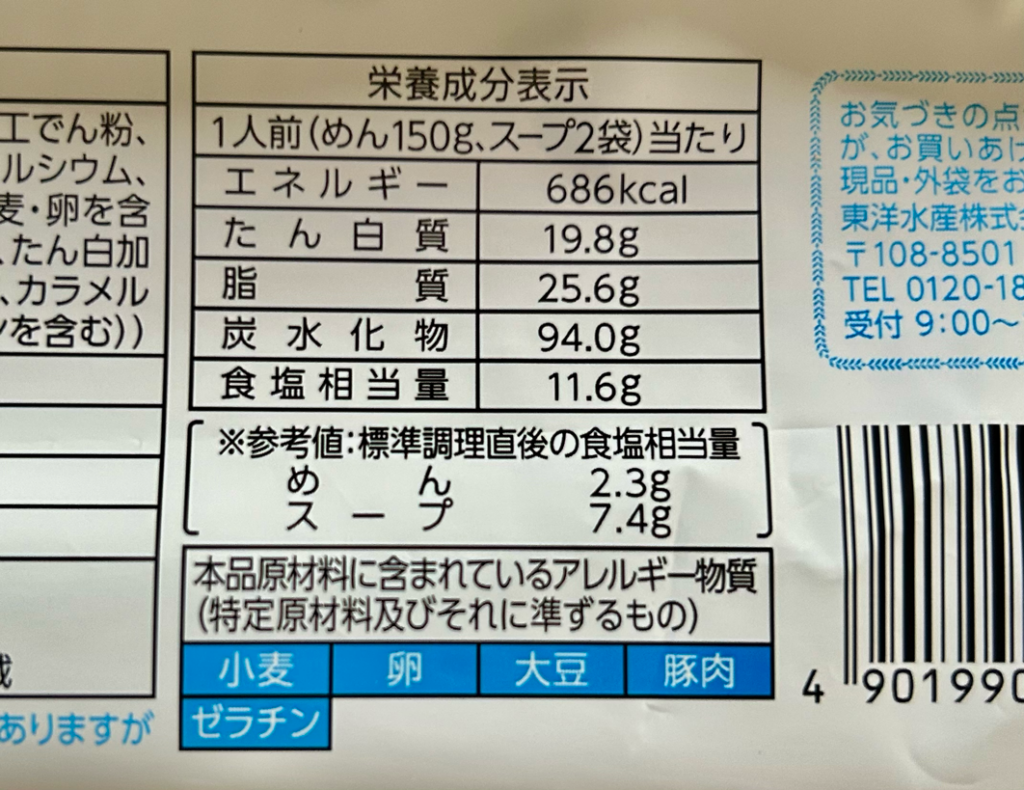 工でん粉、
ルシウム、
麦・卵を含
、たん白加
、カラメル
ンを含む))
ありますが
栄養成分表示
1人前(めん150g、スープ2袋)当たり
エネルギー 686kcal
たん白質 19.8g
脂質 25.6g
炭水化物 94.0g
食塩相当量 11.6g
※参考値:標準調理直後の食塩相当量
めん 2.3g
スープ 7.4g
本品原材料に含まれているアレルギー物質
(特定原材料及びそれに準ずるもの)
小麦 卵 大豆 豚肉
ゼラチン
お気づきの点
が、お買いあげ
現品・外袋をお
東洋水産株式
〒108-8501
TEL 0120-18
受付 9:00～
4 901990